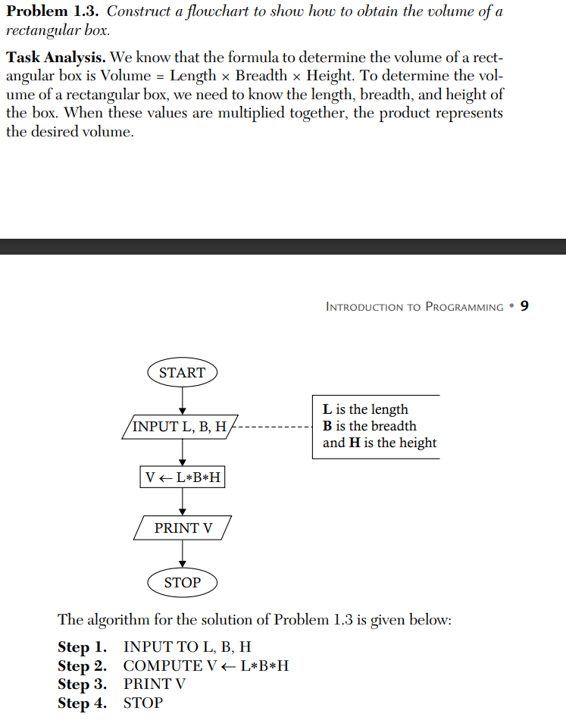 Problem 1.3. Construct a flowchart to show how to obtain the volume of a
rectangular box.
Task Analysis. We know that the formula to determine the volume of a rect-
angular box is Volume = Length × Breadth × Height. To determine the vol-
ume of a rectangular box, we need to know the length, breadth, and height of
the box. When these values are multiplied together, the product represents
the desired volume.
INTRODUCTION TO PROGRAMMING • 9
START
INPUT L, B, H
L is the length
B is the breadth
and H is the height
V ← L*B*H
PRINT V
STOP
The algorithm for the solution of Problem 1.3 is given below:
Step 1. INPUT TO L, B, H
Step 2. COMPUTE V ← L*B*H
Step 3. PRINT V
Step 4. STOP